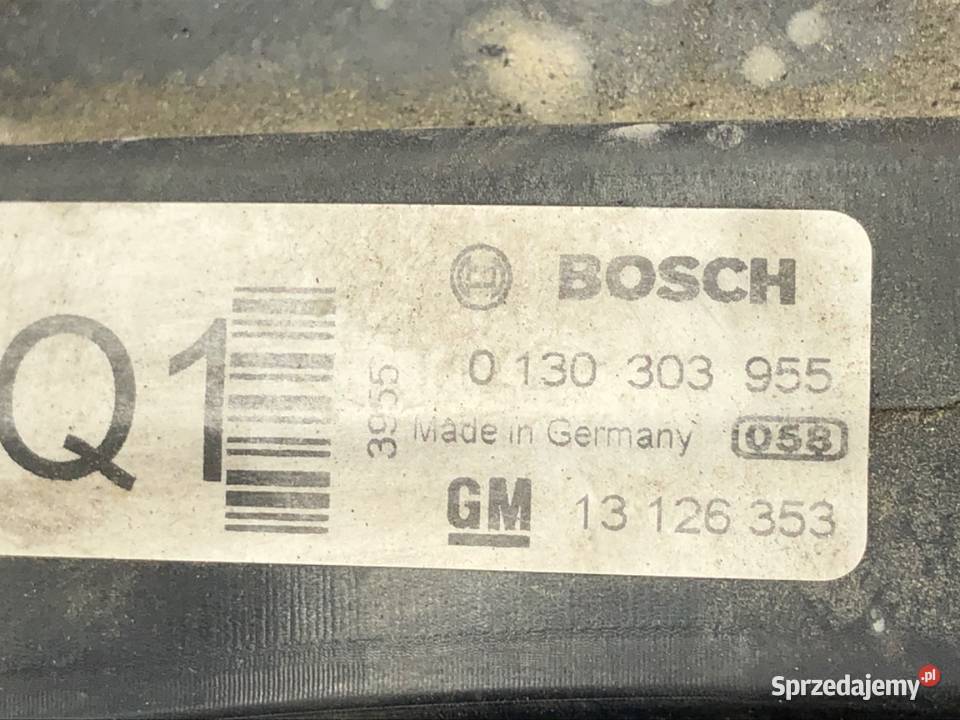 Q1
3955
BOSCH
0 130 303 955
Made in Germany 058
GM 13 126 353
Sprzedajemy.pl